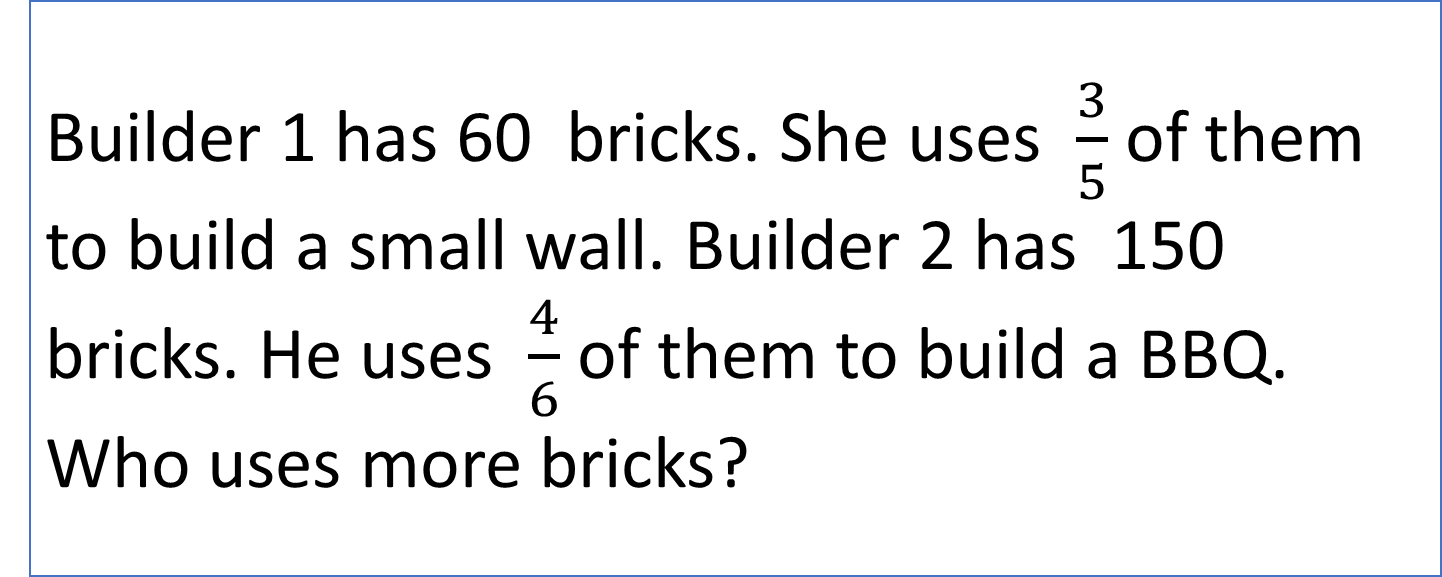 Builder 1 has 60  bricks. She uses  3/5 of them
to build a small wall. Builder 2 has  150
bricks. He uses  4/6 of them to build a BBQ.
Who uses more bricks?